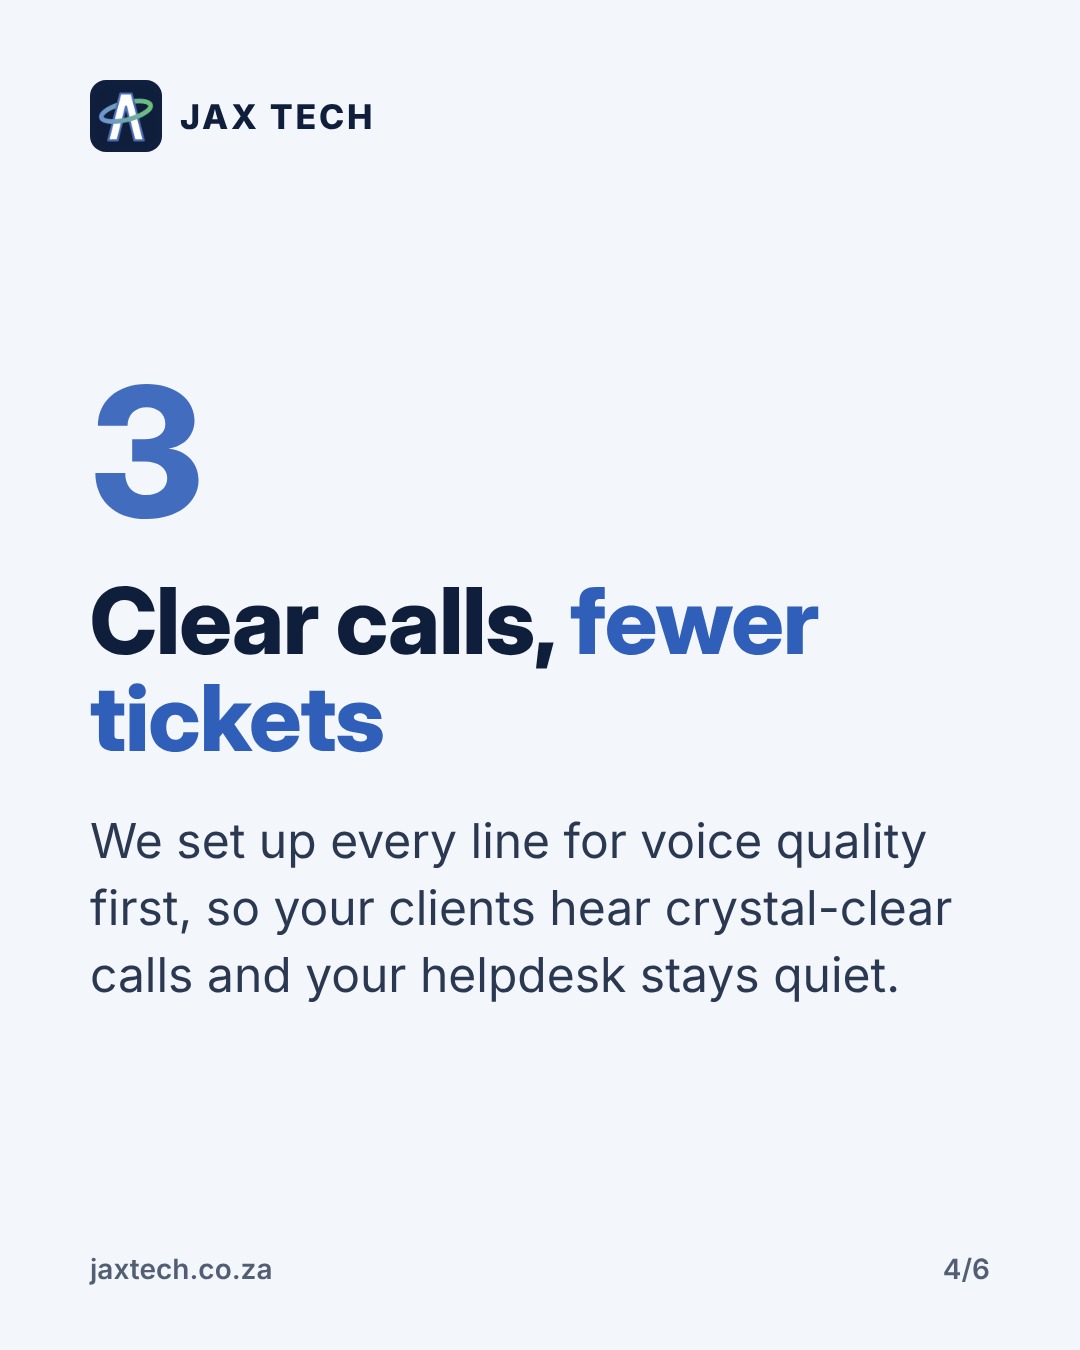 JAX TECH
3
Clear calls, fewer
tickets
We set up every line for voice quality
first, so your clients hear crystal-clear
calls and your helpdesk stays quiet.
jaxtech.co.za
4/6